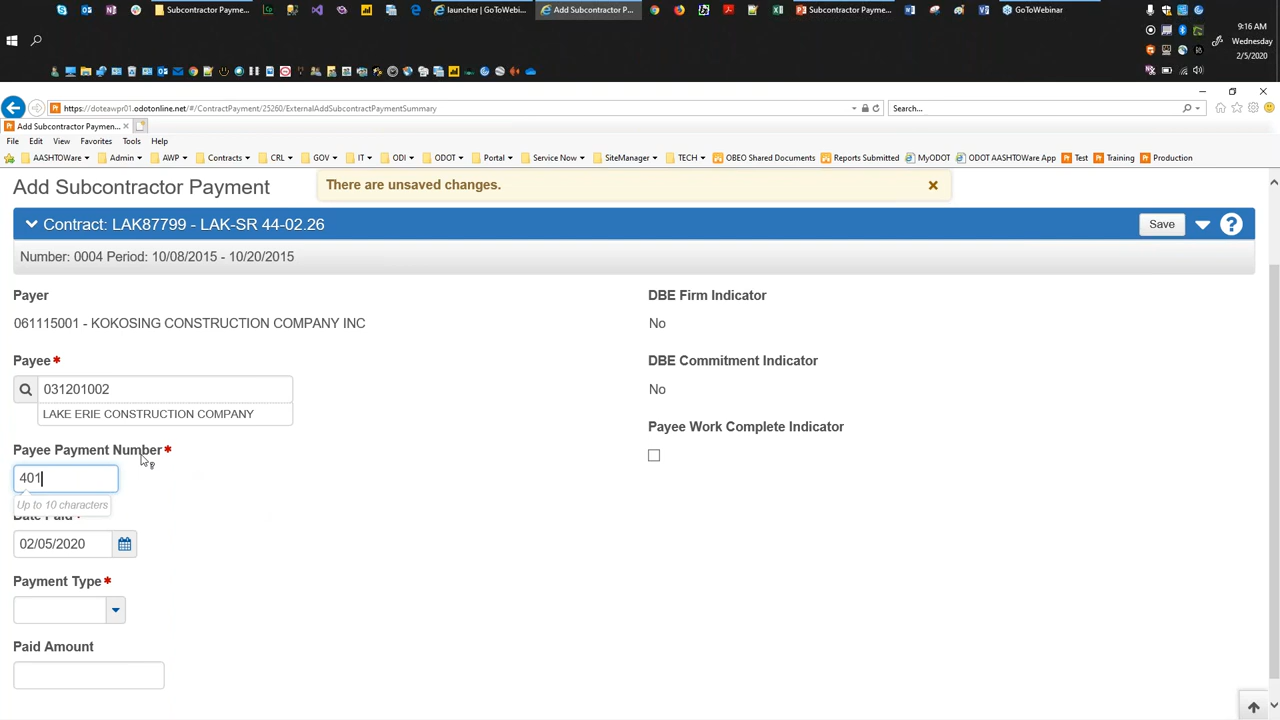 Subcontractor Payme...
launcher | GoToWebi...
Add Subcontractor P...
Subcontractor Payme...
GoToWebinar
9:16 AM
Wednesday
2/5/2020
https://doteawpr01.odotonline.net/#/ContractPayment/25260/ExternalAddSubcontractPaymentSummary
Search...
Add Subcontractor Paymen...
File Edit View Favorites Tools Help
AASHTOWare Admin AWP Contracts CRL GOV IT ODI ODOT Portal Service Now SiteManager TECH OBEO Shared Documents Reports Submitted MyODOT ODOT AASHTOWare App Test Training Production
Add Subcontractor Payment
There are unsaved changes.
Contract: LAK87799 - LAK-SR 44-02.26
Save
Number: 0004 Period: 10/08/2015 - 10/20/2015
Payer
061115001 - KOKOSING CONSTRUCTION COMPANY INC
Payee*
031201002
LAKE ERIE CONSTRUCTION COMPANY
Payee Payment Number*
401
Up to 10 characters
Date Paid*
02/05/2020
Payment Type*
Paid Amount
DBE Firm Indicator
No
DBE Commitment Indicator
No
Payee Work Complete Indicator